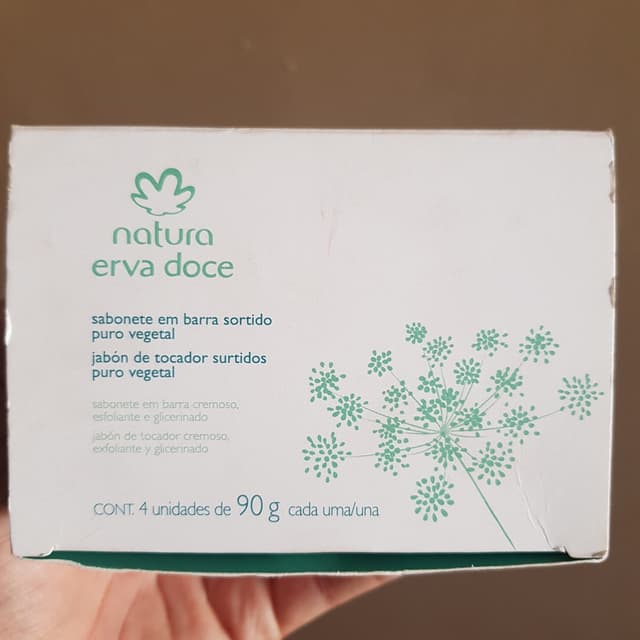 natura
erva doce
sabonete em barra sortido
puro vegetal
jabón de tocador surtidos
puro vegetal
sabonete em barra cremoso,
esfoliante e glicerinado
jabón de tocador cremoso,
exfoliante y glicerinado
CONT. 4 unidades de 90 g cada uma/una